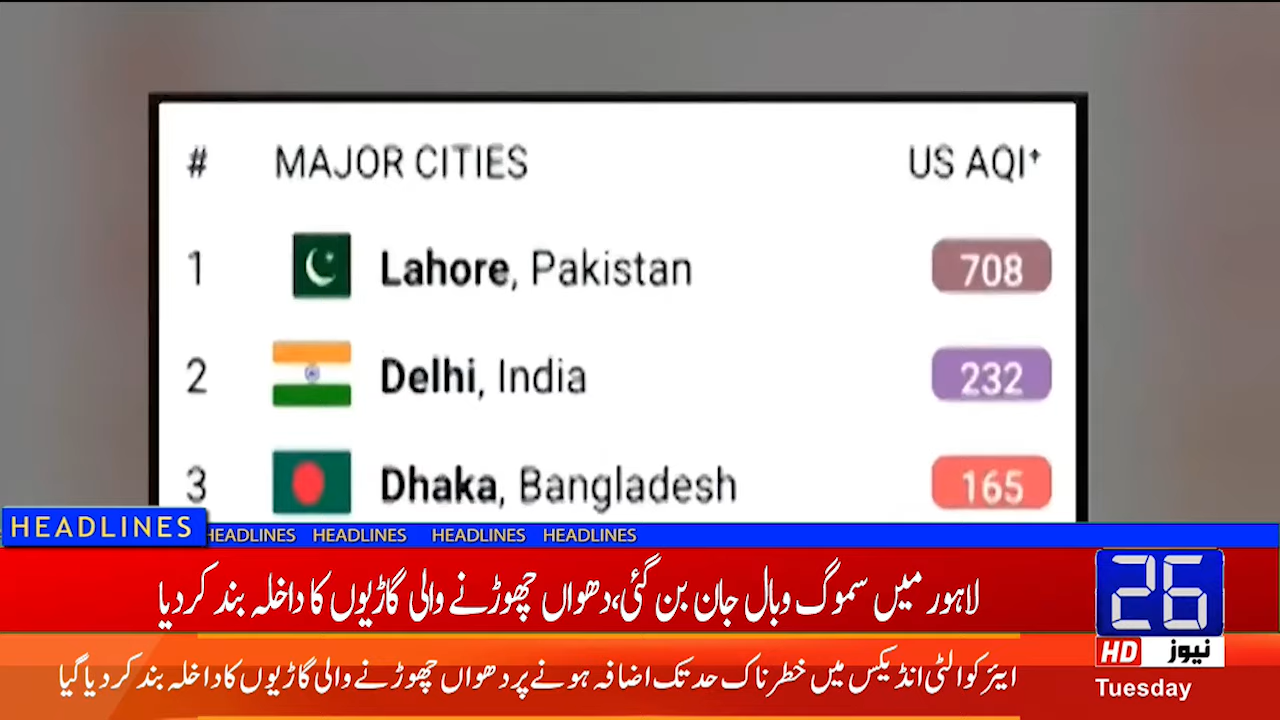 # MAJOR CITIES US AQI+
1 Lahore, Pakistan 708
2 Delhi, India 232
3 Dhaka, Bangladesh 165
HEADLINES HEADLINES HEADLINES HEADLINES HEADLINES
لاہور میں سموگ وبال جان بن گئی،دھواں چھوڑنے والی گاڑیوں کا داخلہ بند کردیا
26
HD نیوز
ایئرکوالٹی انڈیکس میں خطرناک حد تک اضافہ ہونے پر دھواں چھوڑنے والی گاڑیوں کا داخلہ بند کر دیا گیا
Tuesday